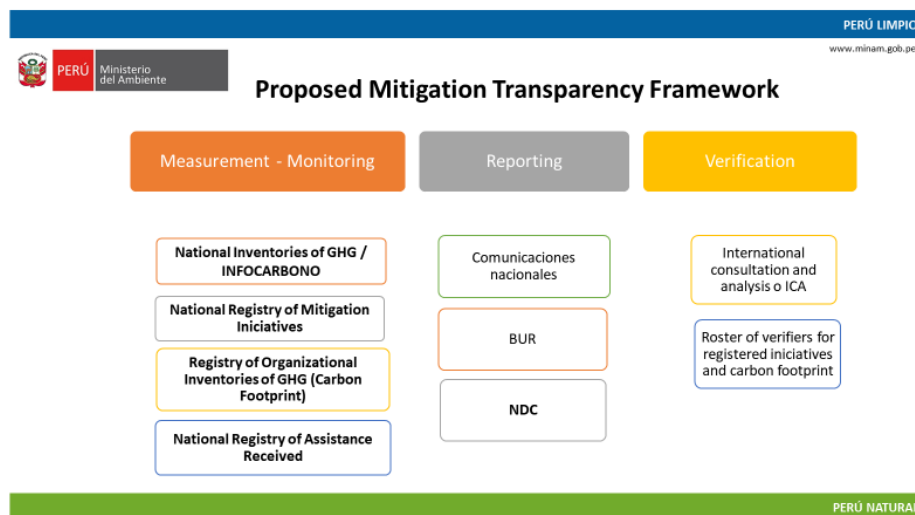 PERÚ LIMPIO
www.minam.gob.pe
PERÚ
Ministerio
del Ambiente
Proposed Mitigation Transparency Framework
Measurement - Monitoring
Reporting
Verification
National Inventories of GHG /
INFOCARBONO
National Registry of Mitigation
Iniciatives
Registry of Organizational
Inventories of GHG (Carbon
Footprint)
National Registry of Assistance
Received
Comunicaciones
nacionales
BUR
NDC
International
consultation and
analysis o ICA
Roster of verifiers for
registered iniciatives
and carbon footprint
PERÚ NATURAL